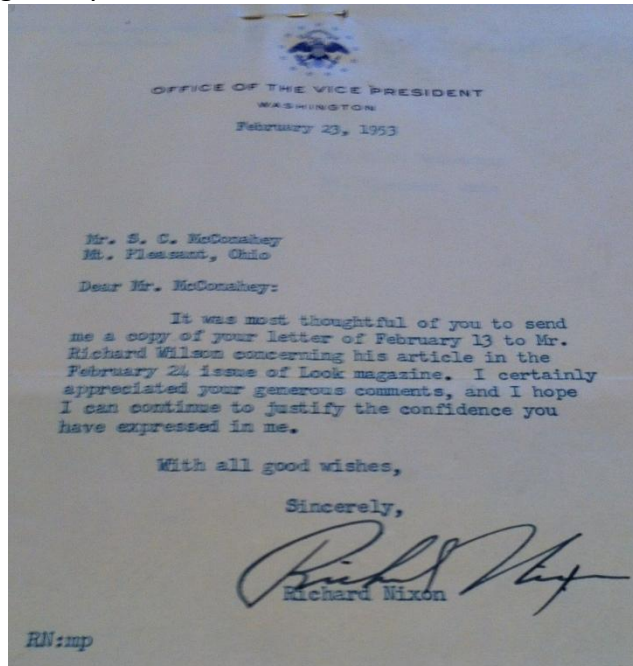 OFFICE OF THE VICE PRESIDENT
WASHINGTON
February 23, 1953
Mr. S. C. McConahey
Mt. Pleasant, Ohio
Dear Mr. McConahey:
It was most thoughtful of you to send
me a copy of your letter of February 13 to Mr.
Richard Wilson concerning his article in the
February 24 issue of Look magazine. I certainly
appreciated your generous comments, and I hope
I can continue to justify the confidence you
have expressed in me.
With all good wishes,
Sincerely,
Richard Nixon
Richard Nixon
RN:mp